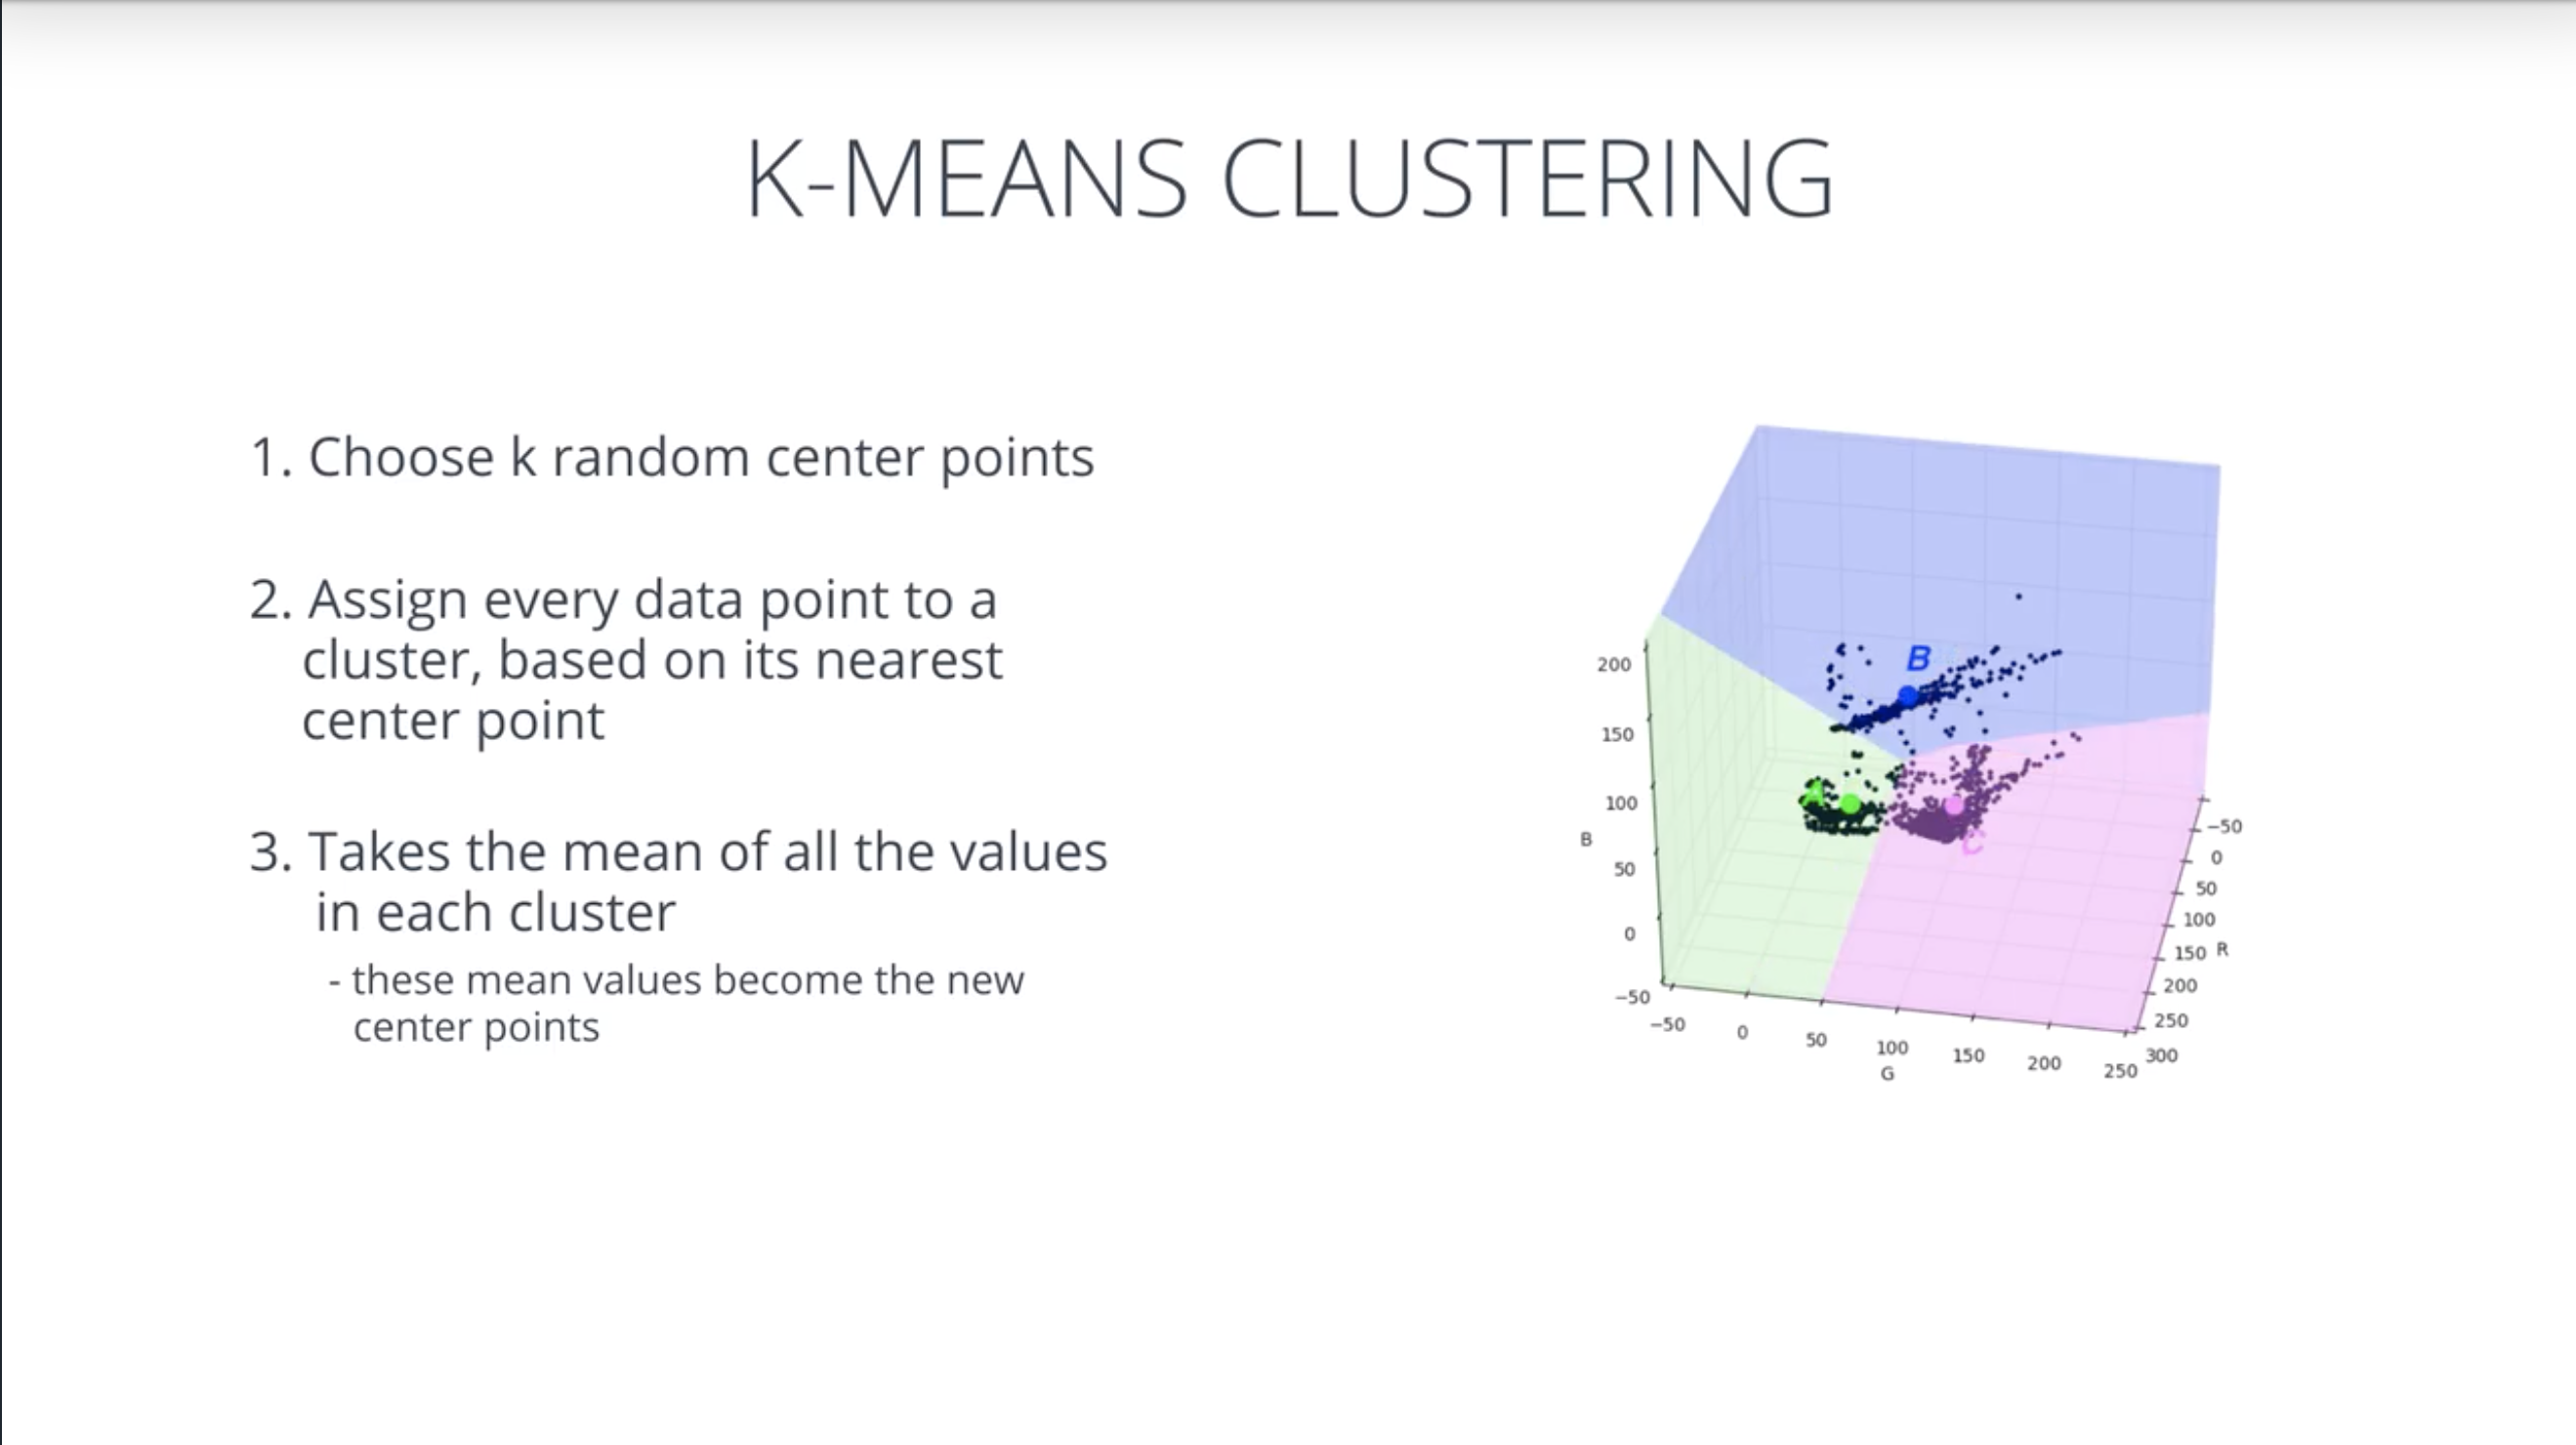 K-MEANS CLUSTERING
1. Choose k random center points
2. Assign every data point to a
cluster, based on its nearest
center point
3. Takes the mean of all the values
in each cluster
- these mean values become the new
center points
B
A
C
200
150
100
B
50
0
−50
−50
0
50
100
150
200
250
G
−50
0
50
100
150
R
200
250
300